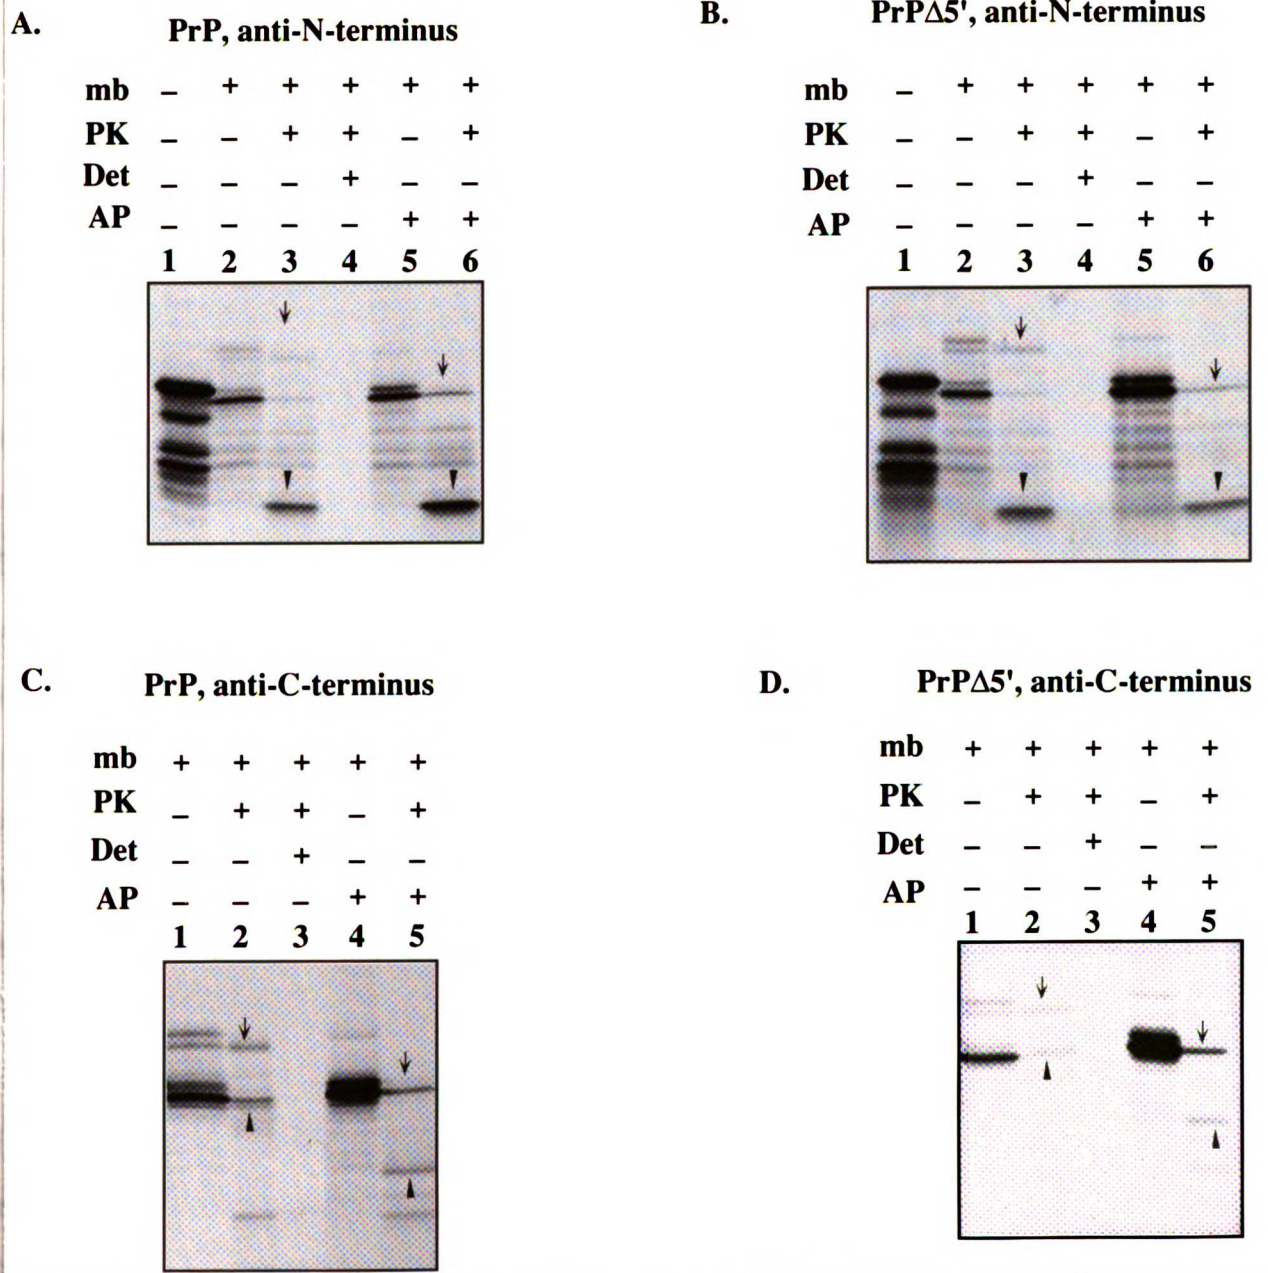 A.
PrP, anti-N-terminus
mb – + + + + +
PK – – + + – +
Det – – – + – –
AP – – – – + +
1 2 3 4 5 6
B.
PrPΔ5', anti-N-terminus
mb – + + + + +
PK – – + + – +
Det – – – + – –
AP – – – – + +
1 2 3 4 5 6
C.
PrP, anti-C-terminus
mb + + + + +
PK – + + – +
Det – – + – –
AP – – – + +
1 2 3 4 5
D.
PrPΔ5', anti-C-terminus
mb + + + + +
PK – + + – +
Det – – + – –
AP – – – + +
1 2 3 4 5